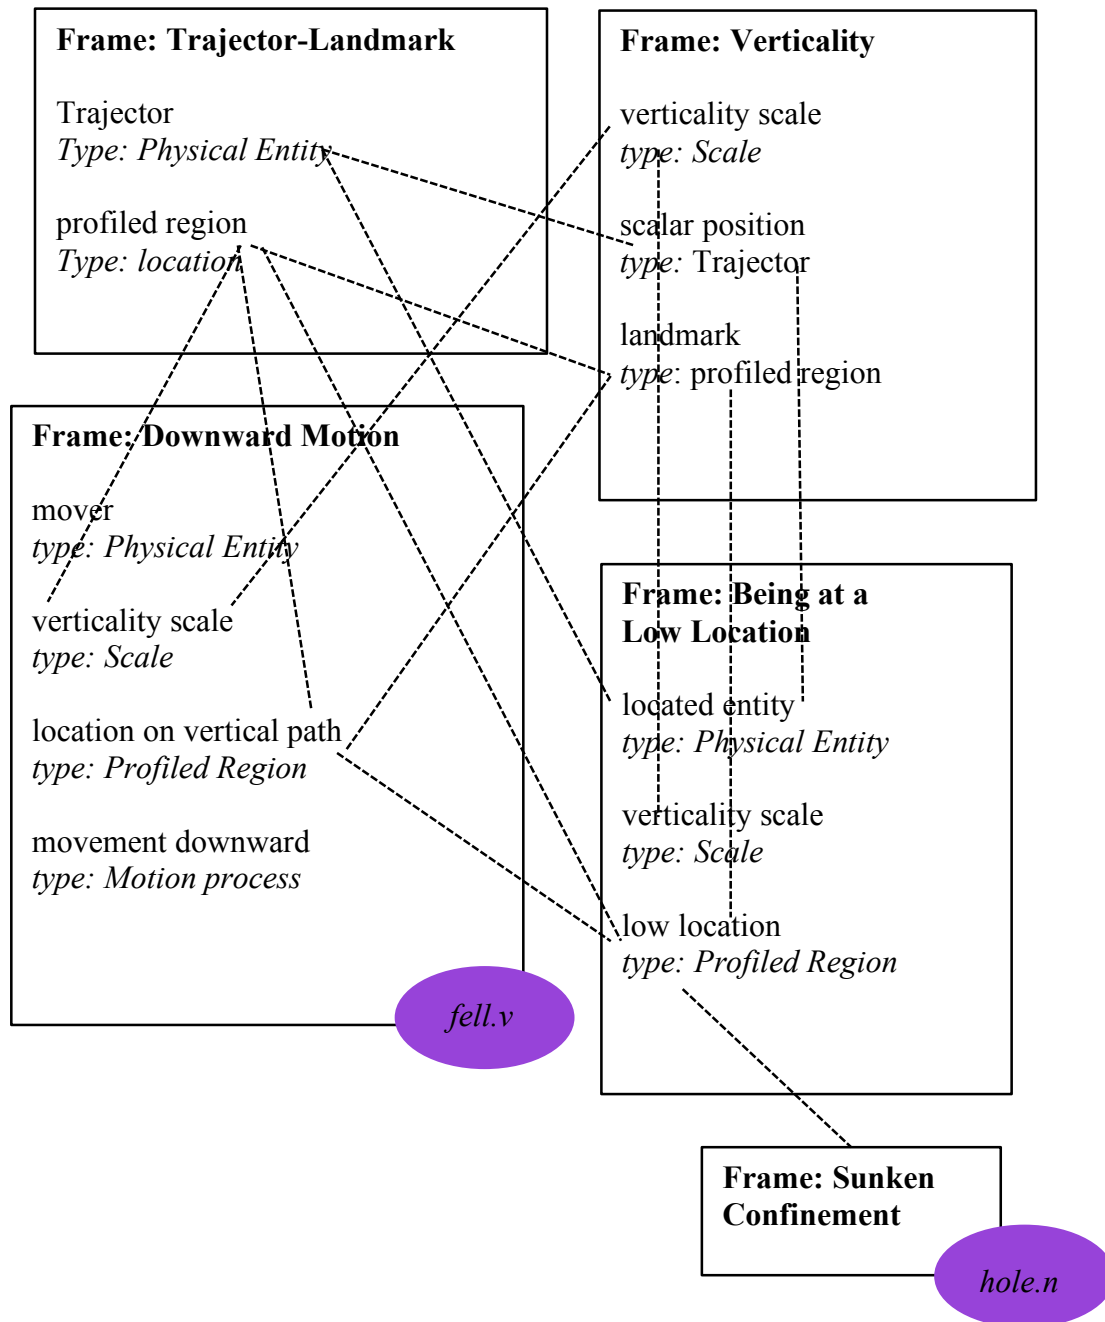 Frame: Trajector-Landmark
Trajector
Type: Physical Entity
profiled region
Type: location
Frame: Verticality
verticality scale
type: Scale
scalar position
type: Trajector
landmark
type: profiled region
Frame: Downward Motion
mover
type: Physical Entity
verticality scale
type: Scale
location on vertical path
type: Profiled Region
movement downward
type: Motion process
fell.v
Frame: Being at a
Low Location
located entity
type: Physical Entity
verticality scale
type: Scale
low location
type: Profiled Region
Frame: Sunken
Confinement
hole.n